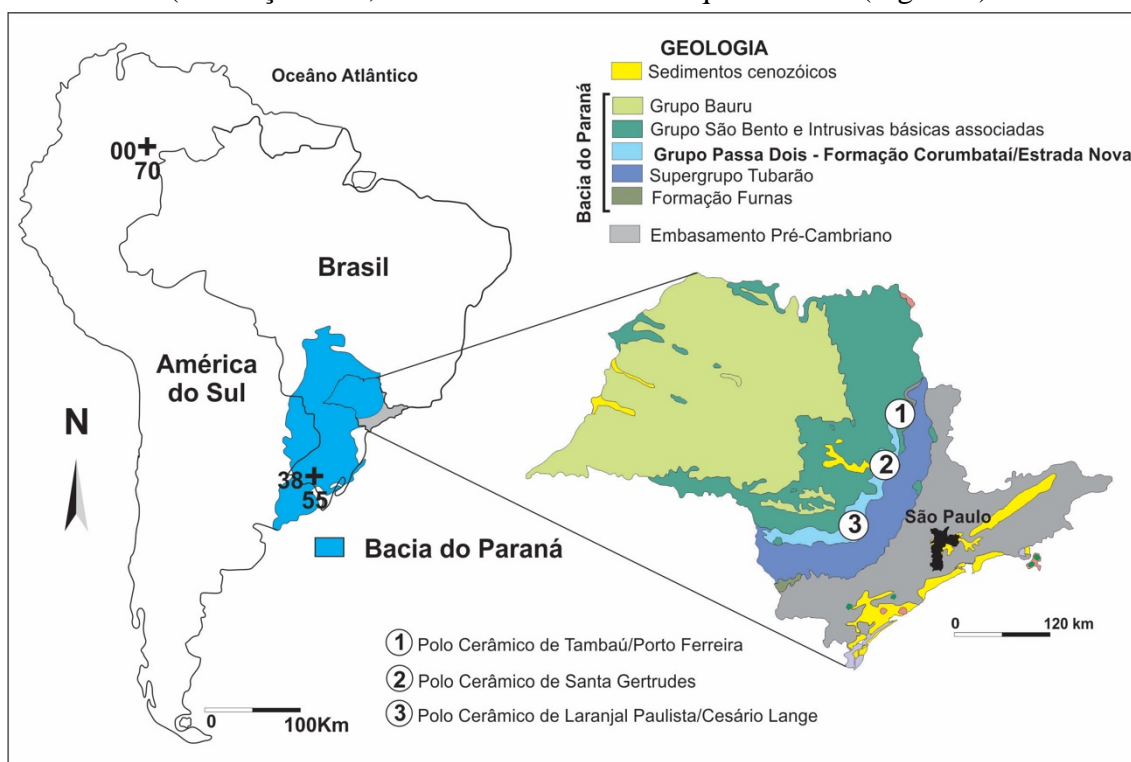 GEOLOGIA
Sedimentos cenozóicos
Bacia do Paraná
Grupo Bauru
Grupo São Bento e Intrusivas básicas associadas
Grupo Passa Dois - Formação Corumbataí/Estrada Nova
Supergrupo Tubarão
Formação Furnas
Embasamento Pré-Cambriano
Oceâno Atlântico
00
70
Brasil
América
do Sul
N
38
55
Bacia do Paraná
1
2
3
São Paulo
0 120 km
1 Polo Cerâmico de Tambaú/Porto Ferreira
2 Polo Cerâmico de Santa Gertrudes
3 Polo Cerâmico de Laranjal Paulista/Cesário Lange
0 100Km